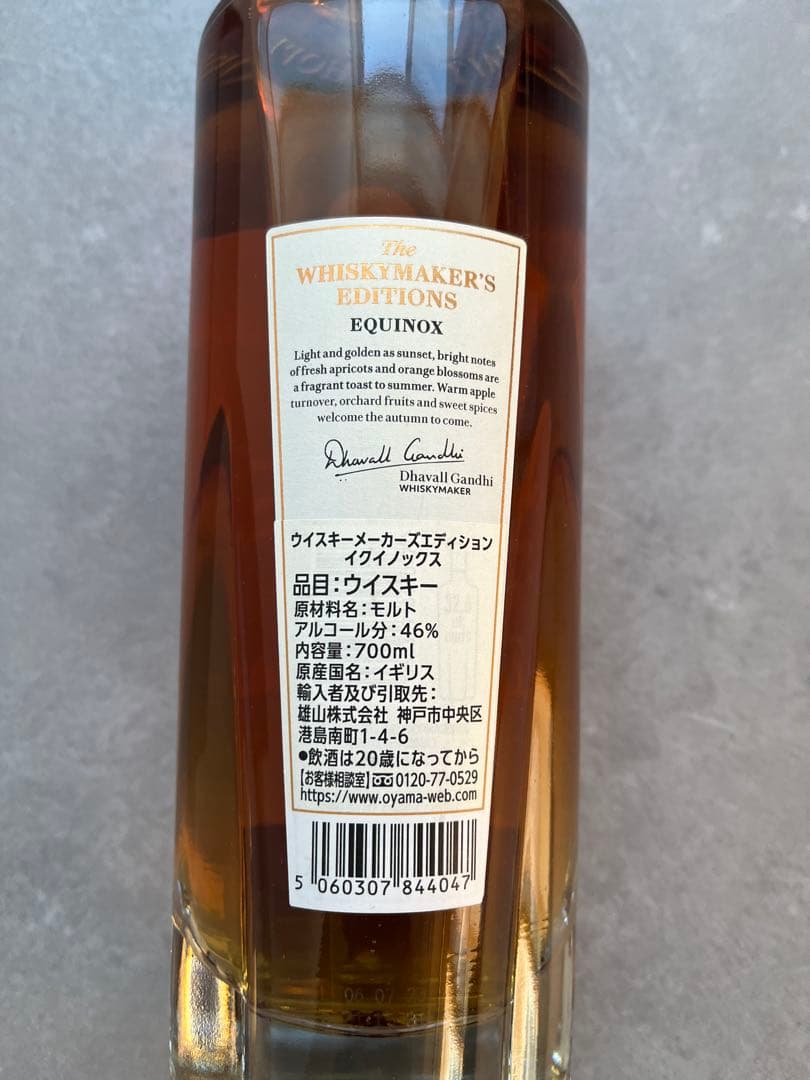 The
WHISKYMAKER'S
EDITIONS
EQUINOX
Light and golden as sunset, bright notes
of fresh apricots and orange blossoms are
a fragrant toast to summer. Warm apple
turnover, orchard fruits and sweet spices
welcome the autumn to come.
Dhavall Gandhi
Dhavall Gandhi
WHISKYMAKER
ウイスキーメーカーズエディション
イクイノックス
品目:ウイスキー
原材料名:モルト
アルコール分:46%
内容量:700ml
原産国名:イギリス
輸入者及び引取先:
雄山株式会社 神戸市中央区
港島南町1-4-6
●飲酒は20歳になってから
【お客様相談室】0120-77-0529
https://www.oyama-web.com
5 060307 844047